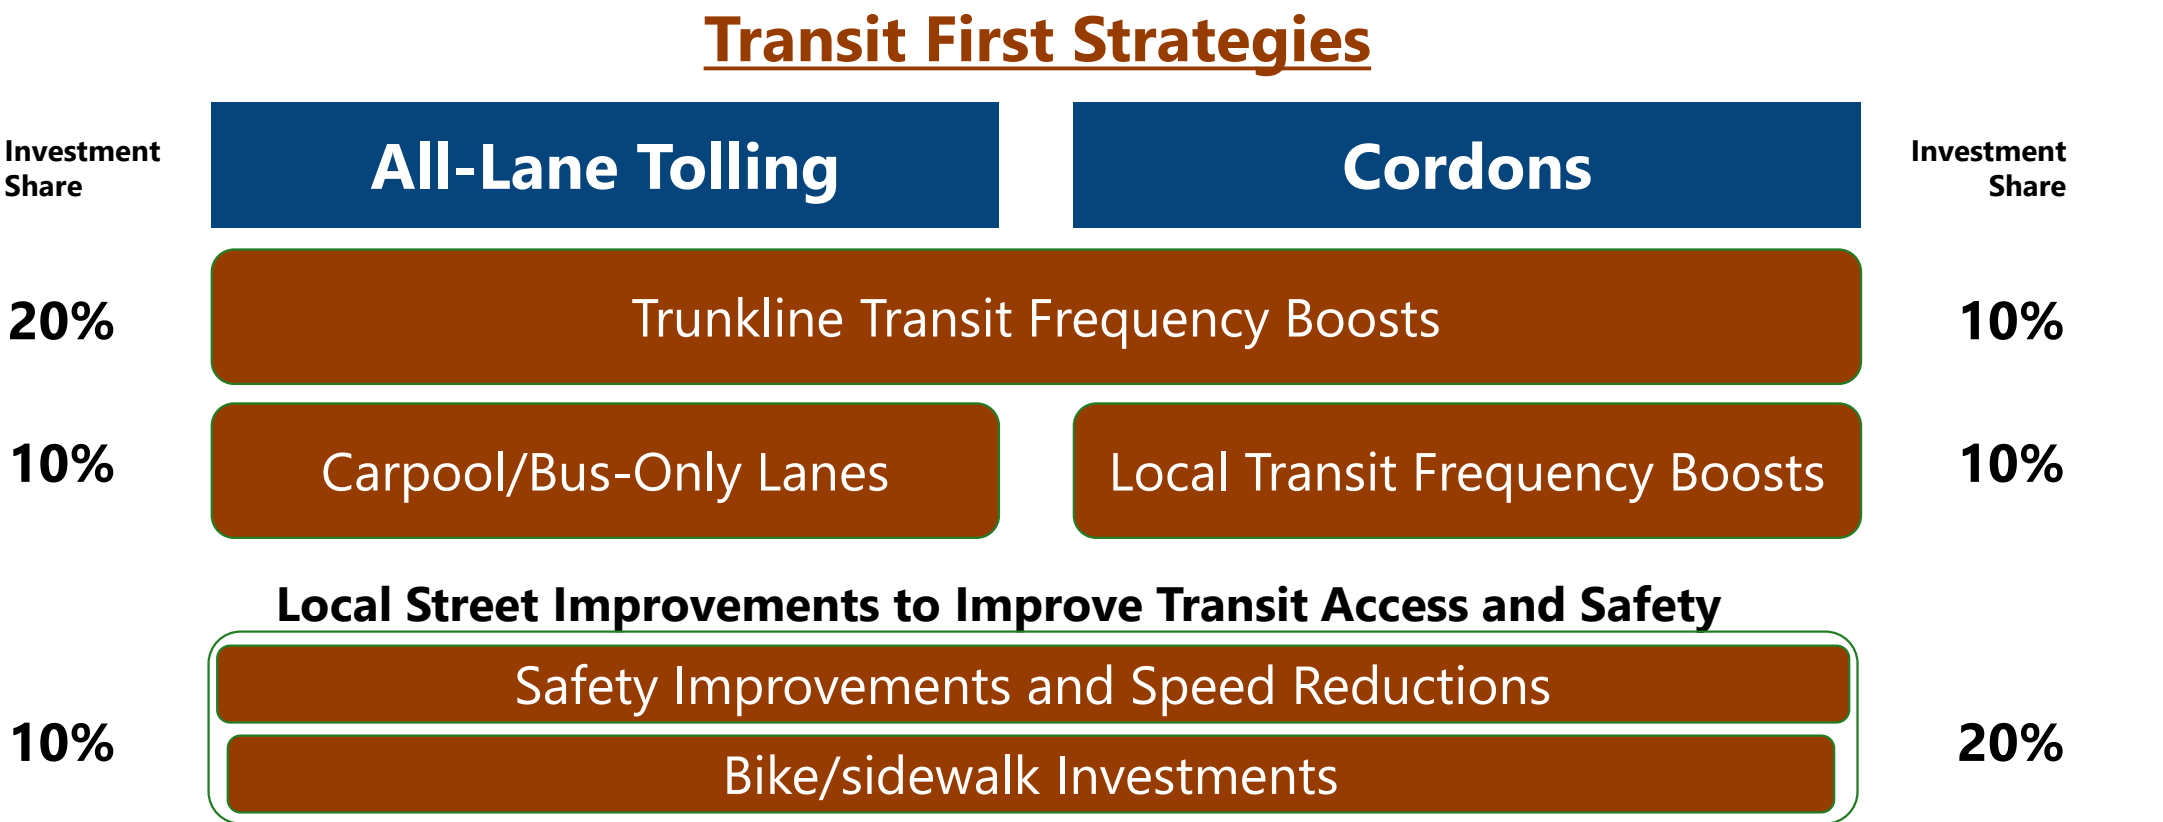 Transit First Strategies
Investment
Share
All-Lane Tolling
Cordons
Investment
Share
20%
Trunkline Transit Frequency Boosts
10%
10%
Carpool/Bus-Only Lanes
Local Transit Frequency Boosts
10%
Local Street Improvements to Improve Transit Access and Safety
Safety Improvements and Speed Reductions
10%
20%
Bike/sidewalk Investments